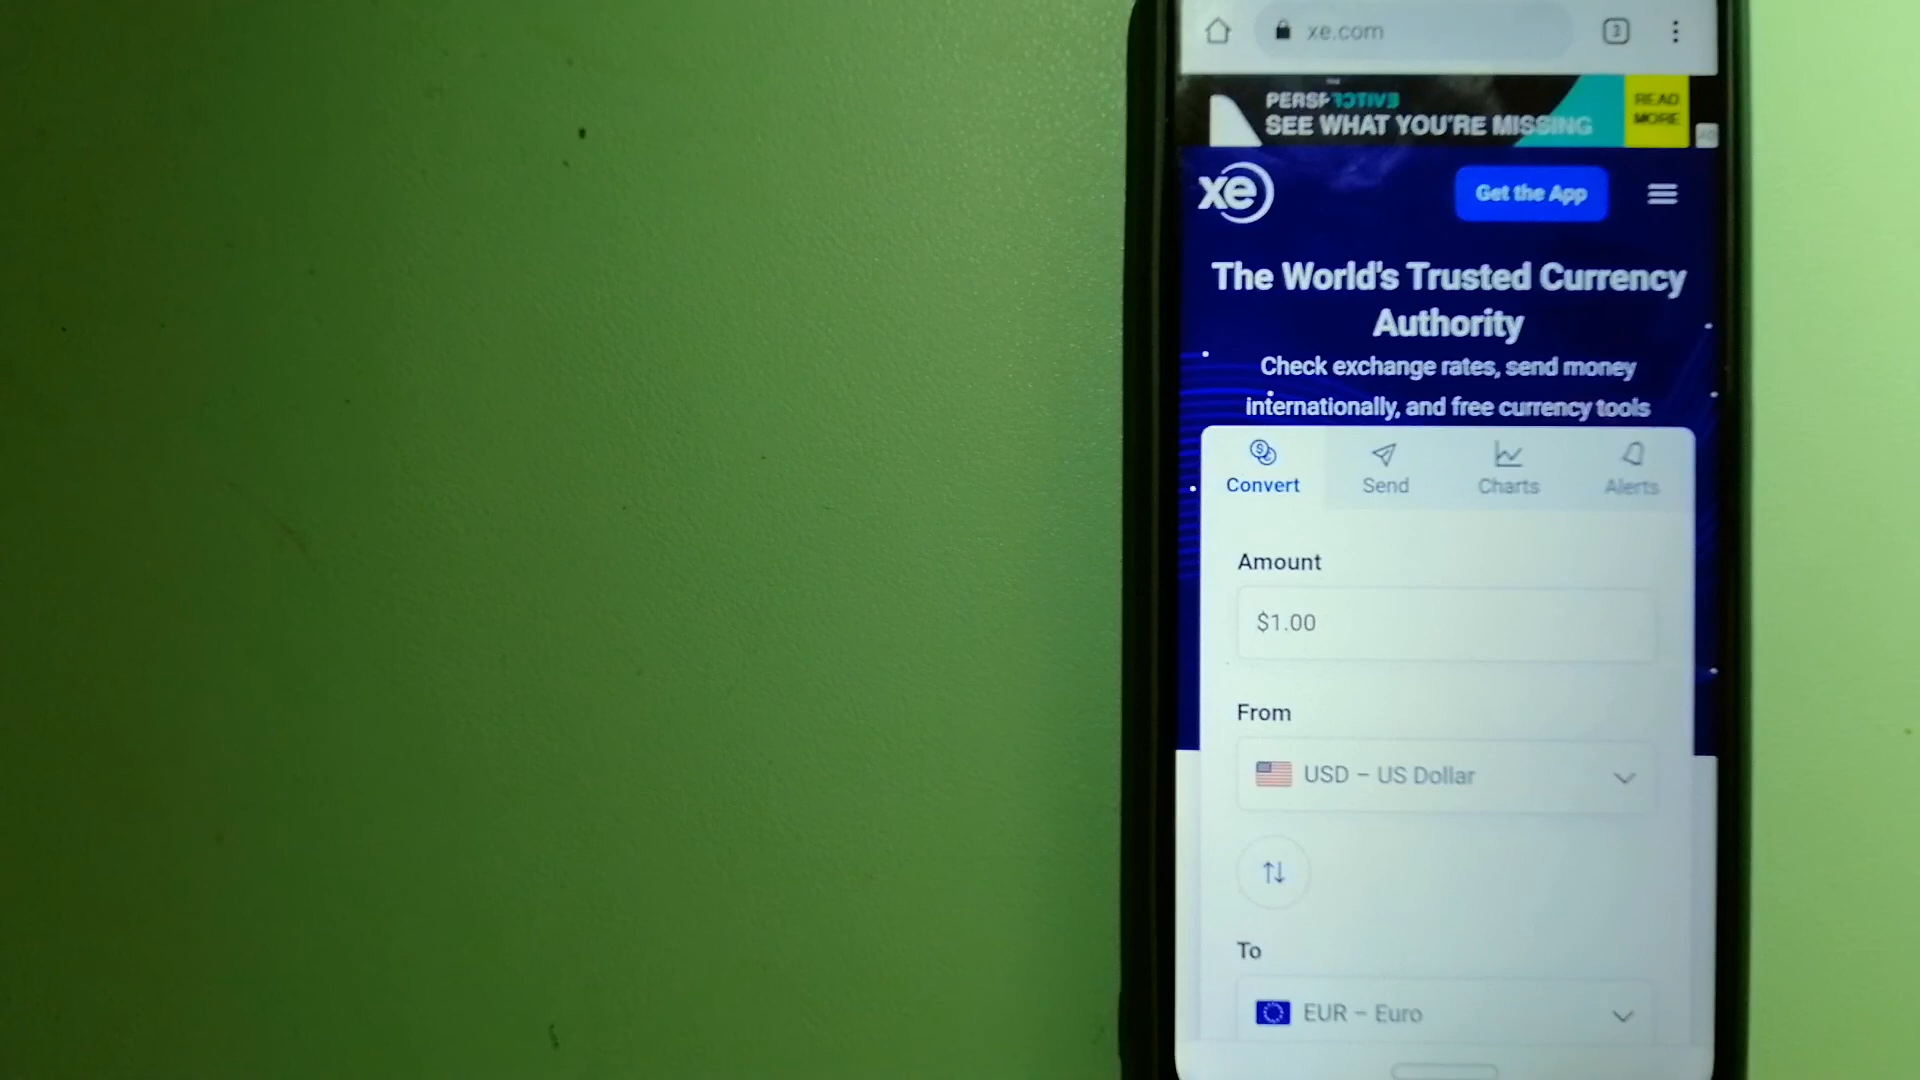 3
xe.com
SEE WHAT YOU'RE MISSING
READ
MORE
xe
Get the App
The World's Trusted Currency
Authority
Check exchange rates, send money
internationally, and free currency tools
Convert
Send
Charts
Alerts
Amount
$1.00
From
USD – US Dollar
To
EUR – Euro